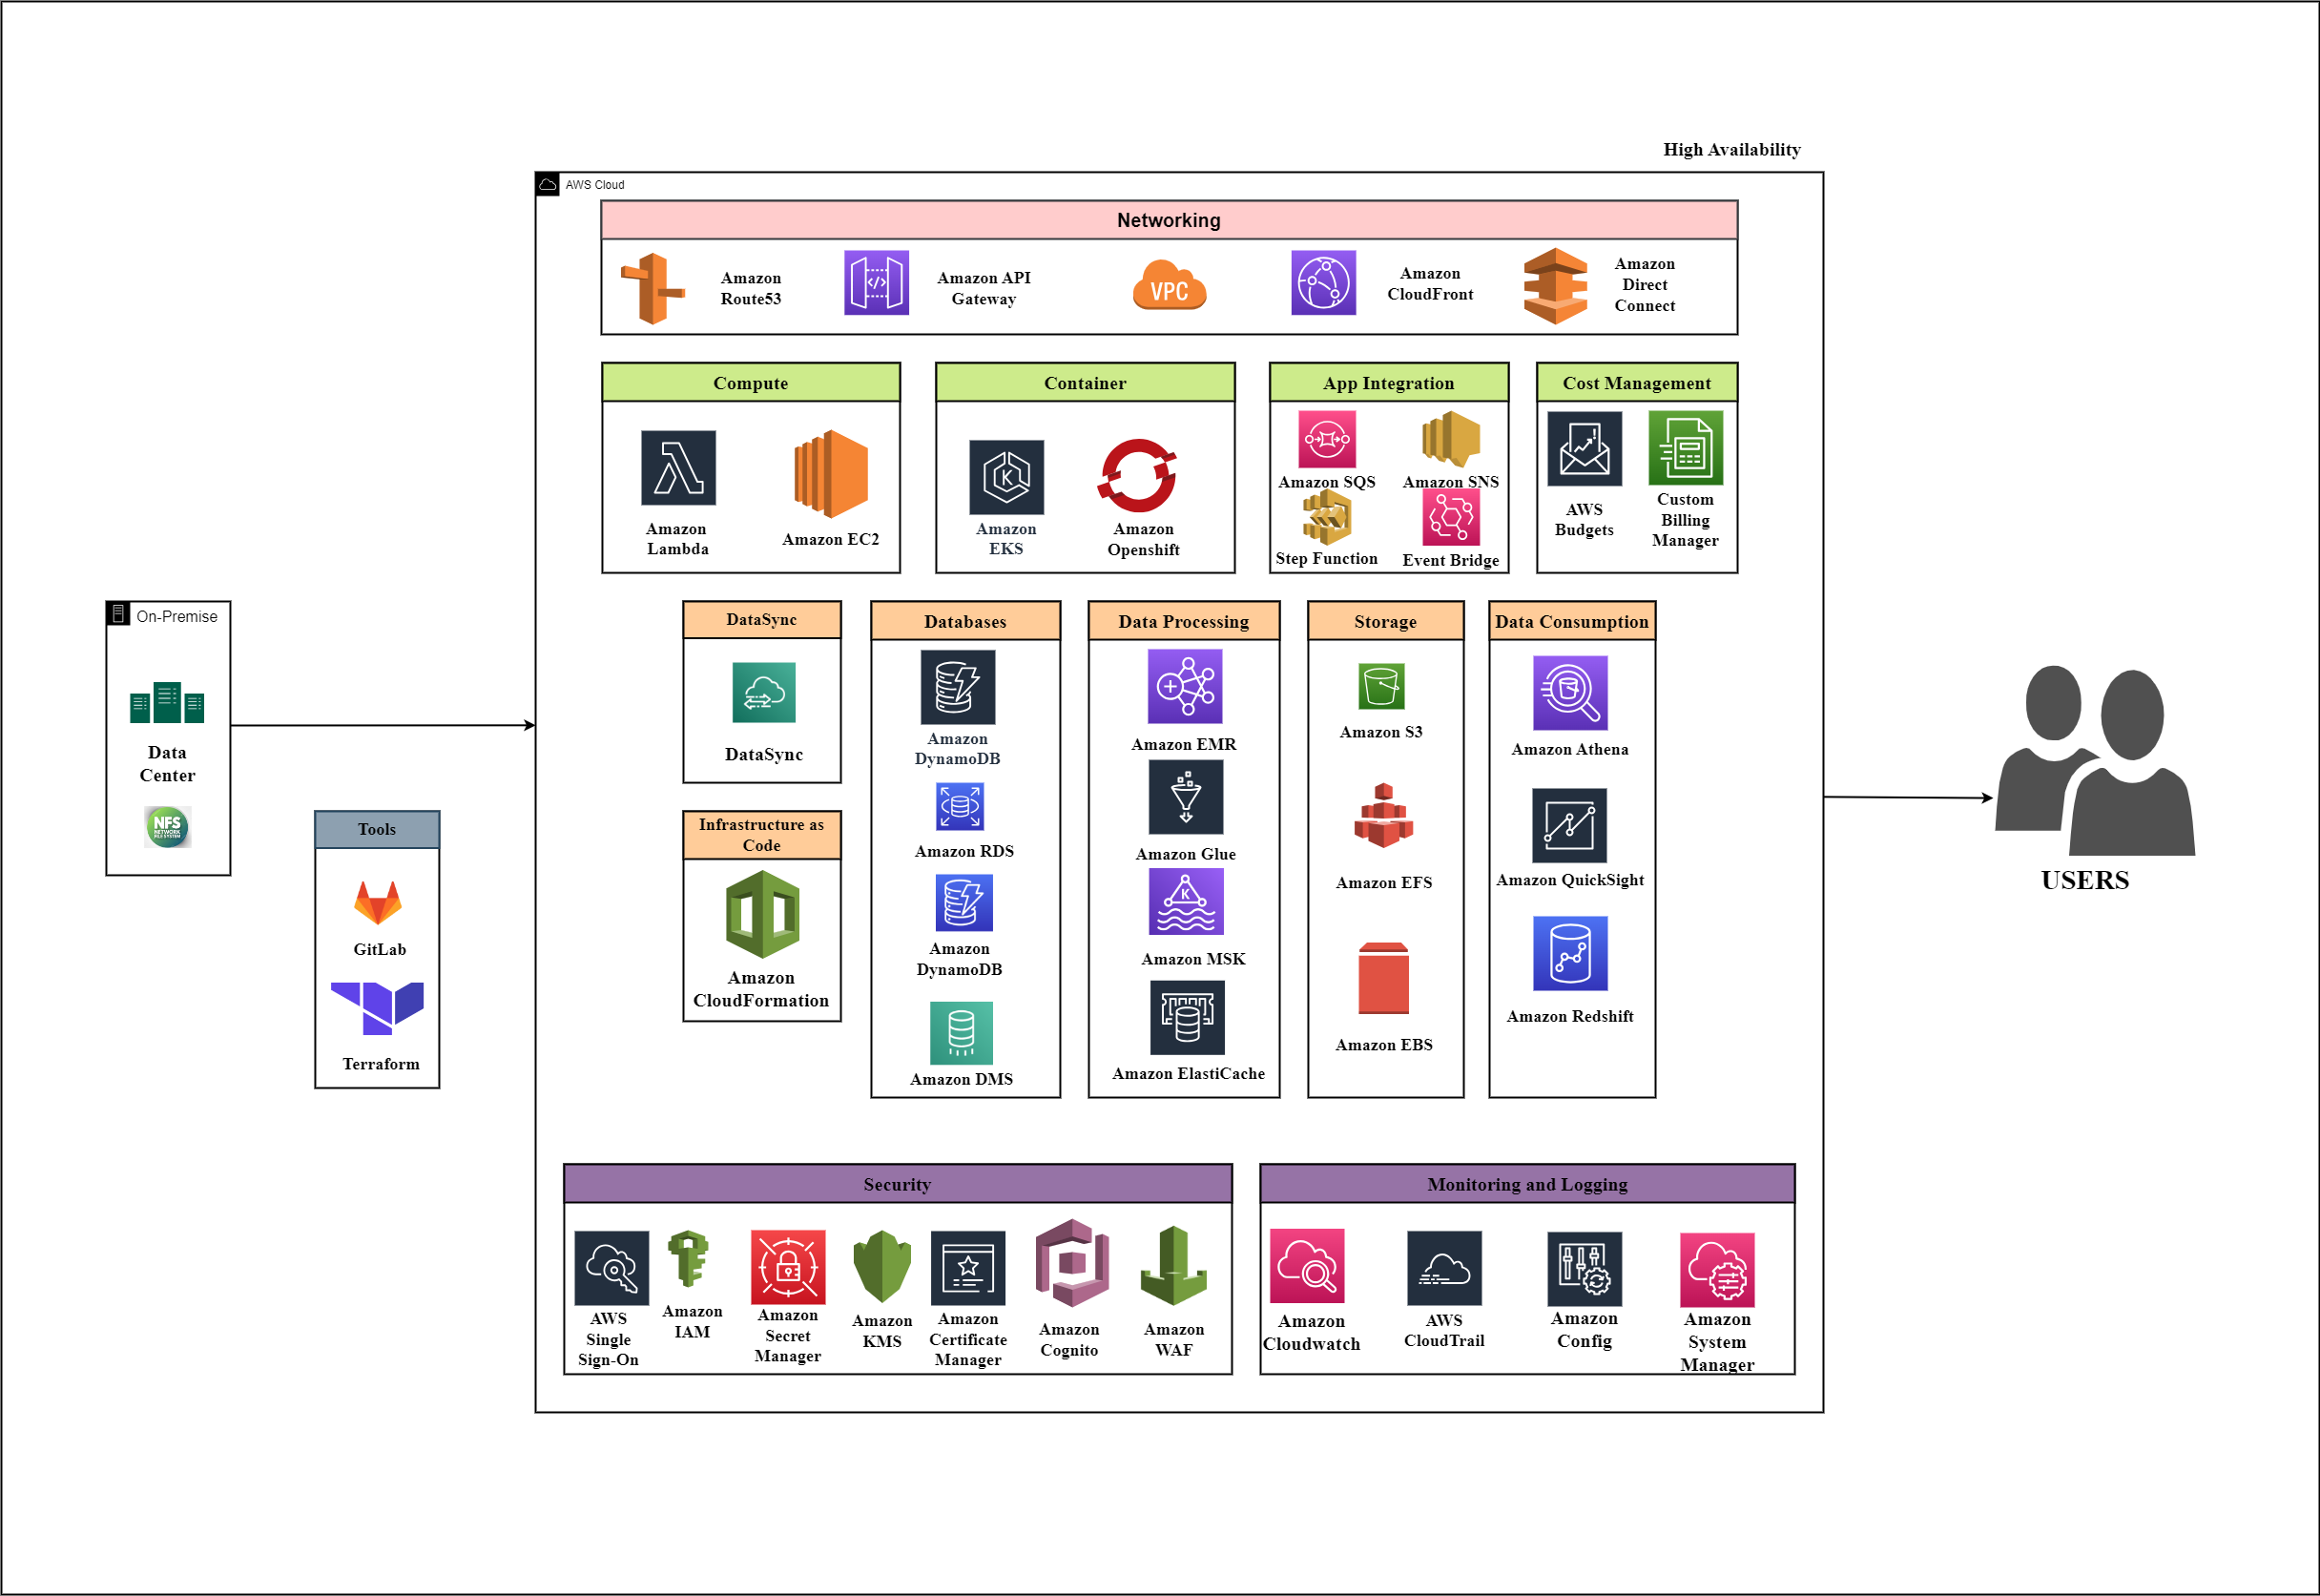 High Availability
AWS Cloud
Networking
Amazon
Route53
</>
Amazon API
Gateway
VPC
Amazon
CloudFront
Amazon
Direct
Connect
Compute
Amazon
Lambda
Amazon EC2
Container
K
Amazon
EKS
Amazon
Openshift
App Integration
Amazon SQS
Amazon SNS
Step Function
Event Bridge
Cost Management
AWS
Budgets
Custom
Billing
Manager
On-Premise
Data
Center
NFS
NETWORK
FILE SYSTEM
Tools
GitLab
Terraform
DataSync
DataSync
Infrastructure as
Code
Amazon
CloudFormation
Databases
Amazon
DynamoDB
Amazon RDS
Amazon
DynamoDB
Amazon DMS
Data Processing
Amazon EMR
Amazon Glue
K
Amazon MSK
Amazon ElastiCache
Storage
Amazon S3
Amazon EFS
Amazon EBS
Data Consumption
Amazon Athena
Amazon QuickSight
Amazon Redshift
USERS
Security
AWS
Single
Sign-On
Amazon
IAM
Amazon
Secret
Manager
Amazon
KMS
Amazon
Certificate
Manager
Amazon
Cognito
Amazon
WAF
Monitoring and Logging
Amazon
Cloudwatch
AWS
CloudTrail
Amazon
Config
Amazon
System
Manager